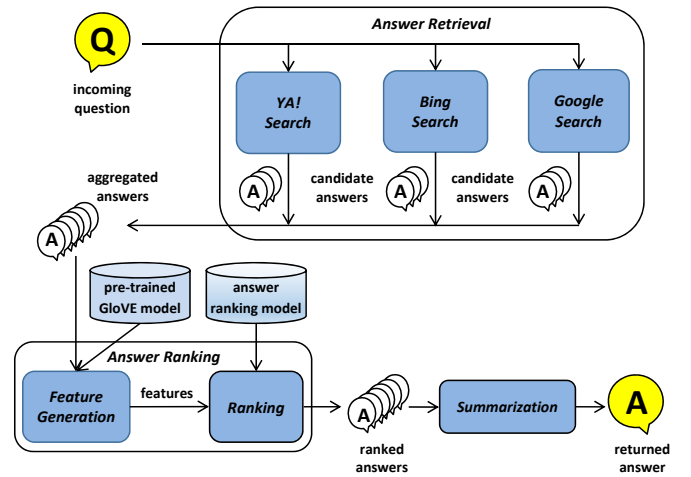 Q
incoming
question
Answer Retrieval
YA!
Search
Bing
Search
Google
Search
A
candidate
answers
A
candidate
answers
A
aggregated
answers
A
pre-trained
GloVE model
answer
ranking model
Answer Ranking
Feature
Generation
features
Ranking
A
ranked
answers
Summarization
A
returned
answer